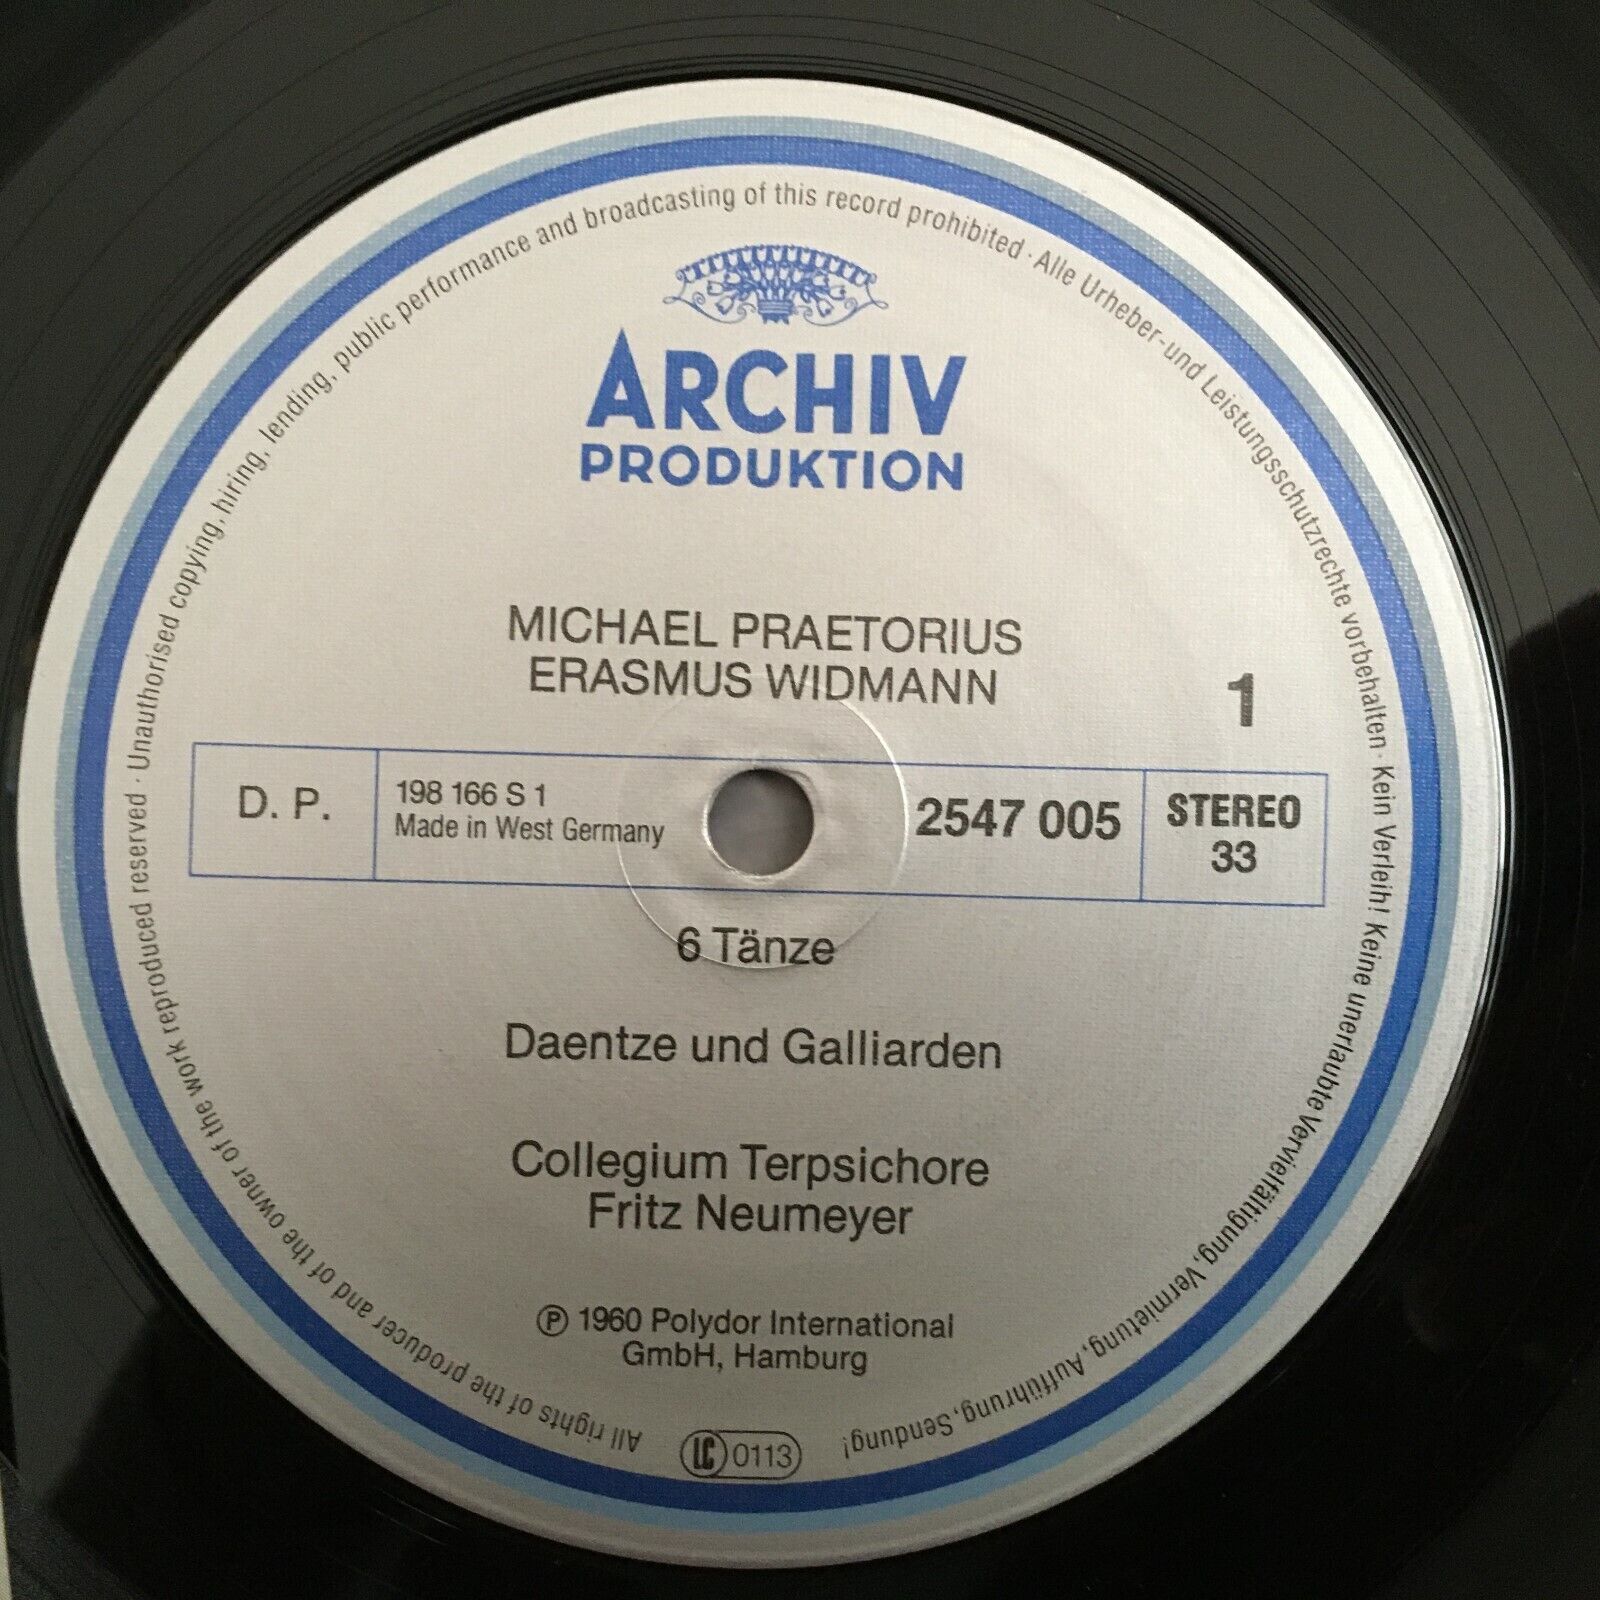 All rights of the producer and of the owner of the work reproduced reserved · Unauthorised copying, hiring, lending, public performance and broadcasting of this record prohibited · Alle Urheber-und Leistungsschutzrechte vorbehalten · Kein Verleih! Keine unerlaubte Vervielfältigung, Vermietung, Aufführung, Sendung!
ARCHIV
PRODUKTION
MICHAEL PRAETORIUS
ERASMUS WIDMANN
1
D. P.
198 166 S 1
Made in West Germany
2547 005
STEREO
33
6 Tänze
Daentze und Galliarden
Collegium Terpsichore
Fritz Neumeyer
℗ 1960 Polydor International
GmbH, Hamburg
LC 0113